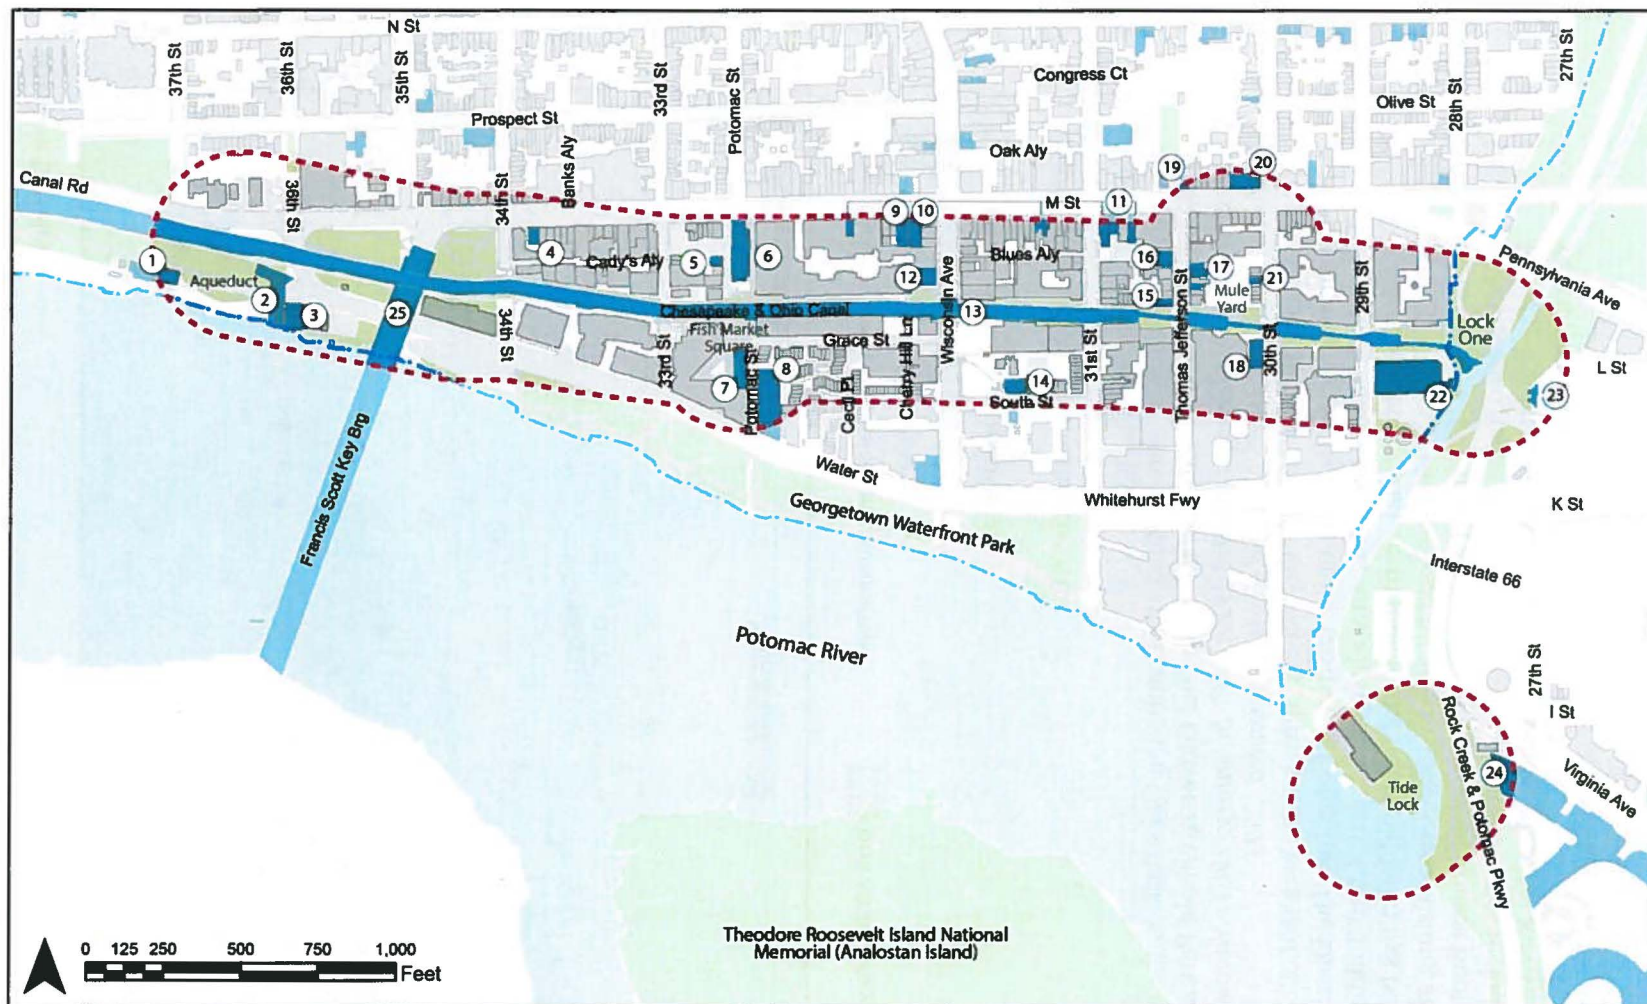 N St
37th St
36th St
35th St
33rd St
Potomac St
Congress Ct
Olive St
28th St
27th St
Prospect St
Banks Aly
Oak Aly
19
20
Canal Rd
36th St
34th St
M St
9
10
11
1
Aqueduct
4
Cady's Aly
5
6
12
Blues Aly
16
17
21
Pennsylvania Ave
2
3
25
34th St
Chesapeake & Ohio Canal
13
Wisconsin Ave
15
Thomas Jefferson St
Mule
Yard
29th St
Lock
One
Fish Market
Square
Grace St
33rd St
Potomac St
7
8
Cecil Pl
Cherry Hill Ln
14
South St
31st St
18
30th St
22
23
L St
Francis Scott Key Brg
Water St
Georgetown Waterfront Park
Whitehurst Fwy
K St
Interstate 66
Potomac River
27th St
I St
Rock Creek & Potomac Pkwy
24
Virginia Ave
Tide
Lock
Theodore Roosevelt Island National
Memorial (Analostan Island)
0 125 250 500 750 1,000
Feet